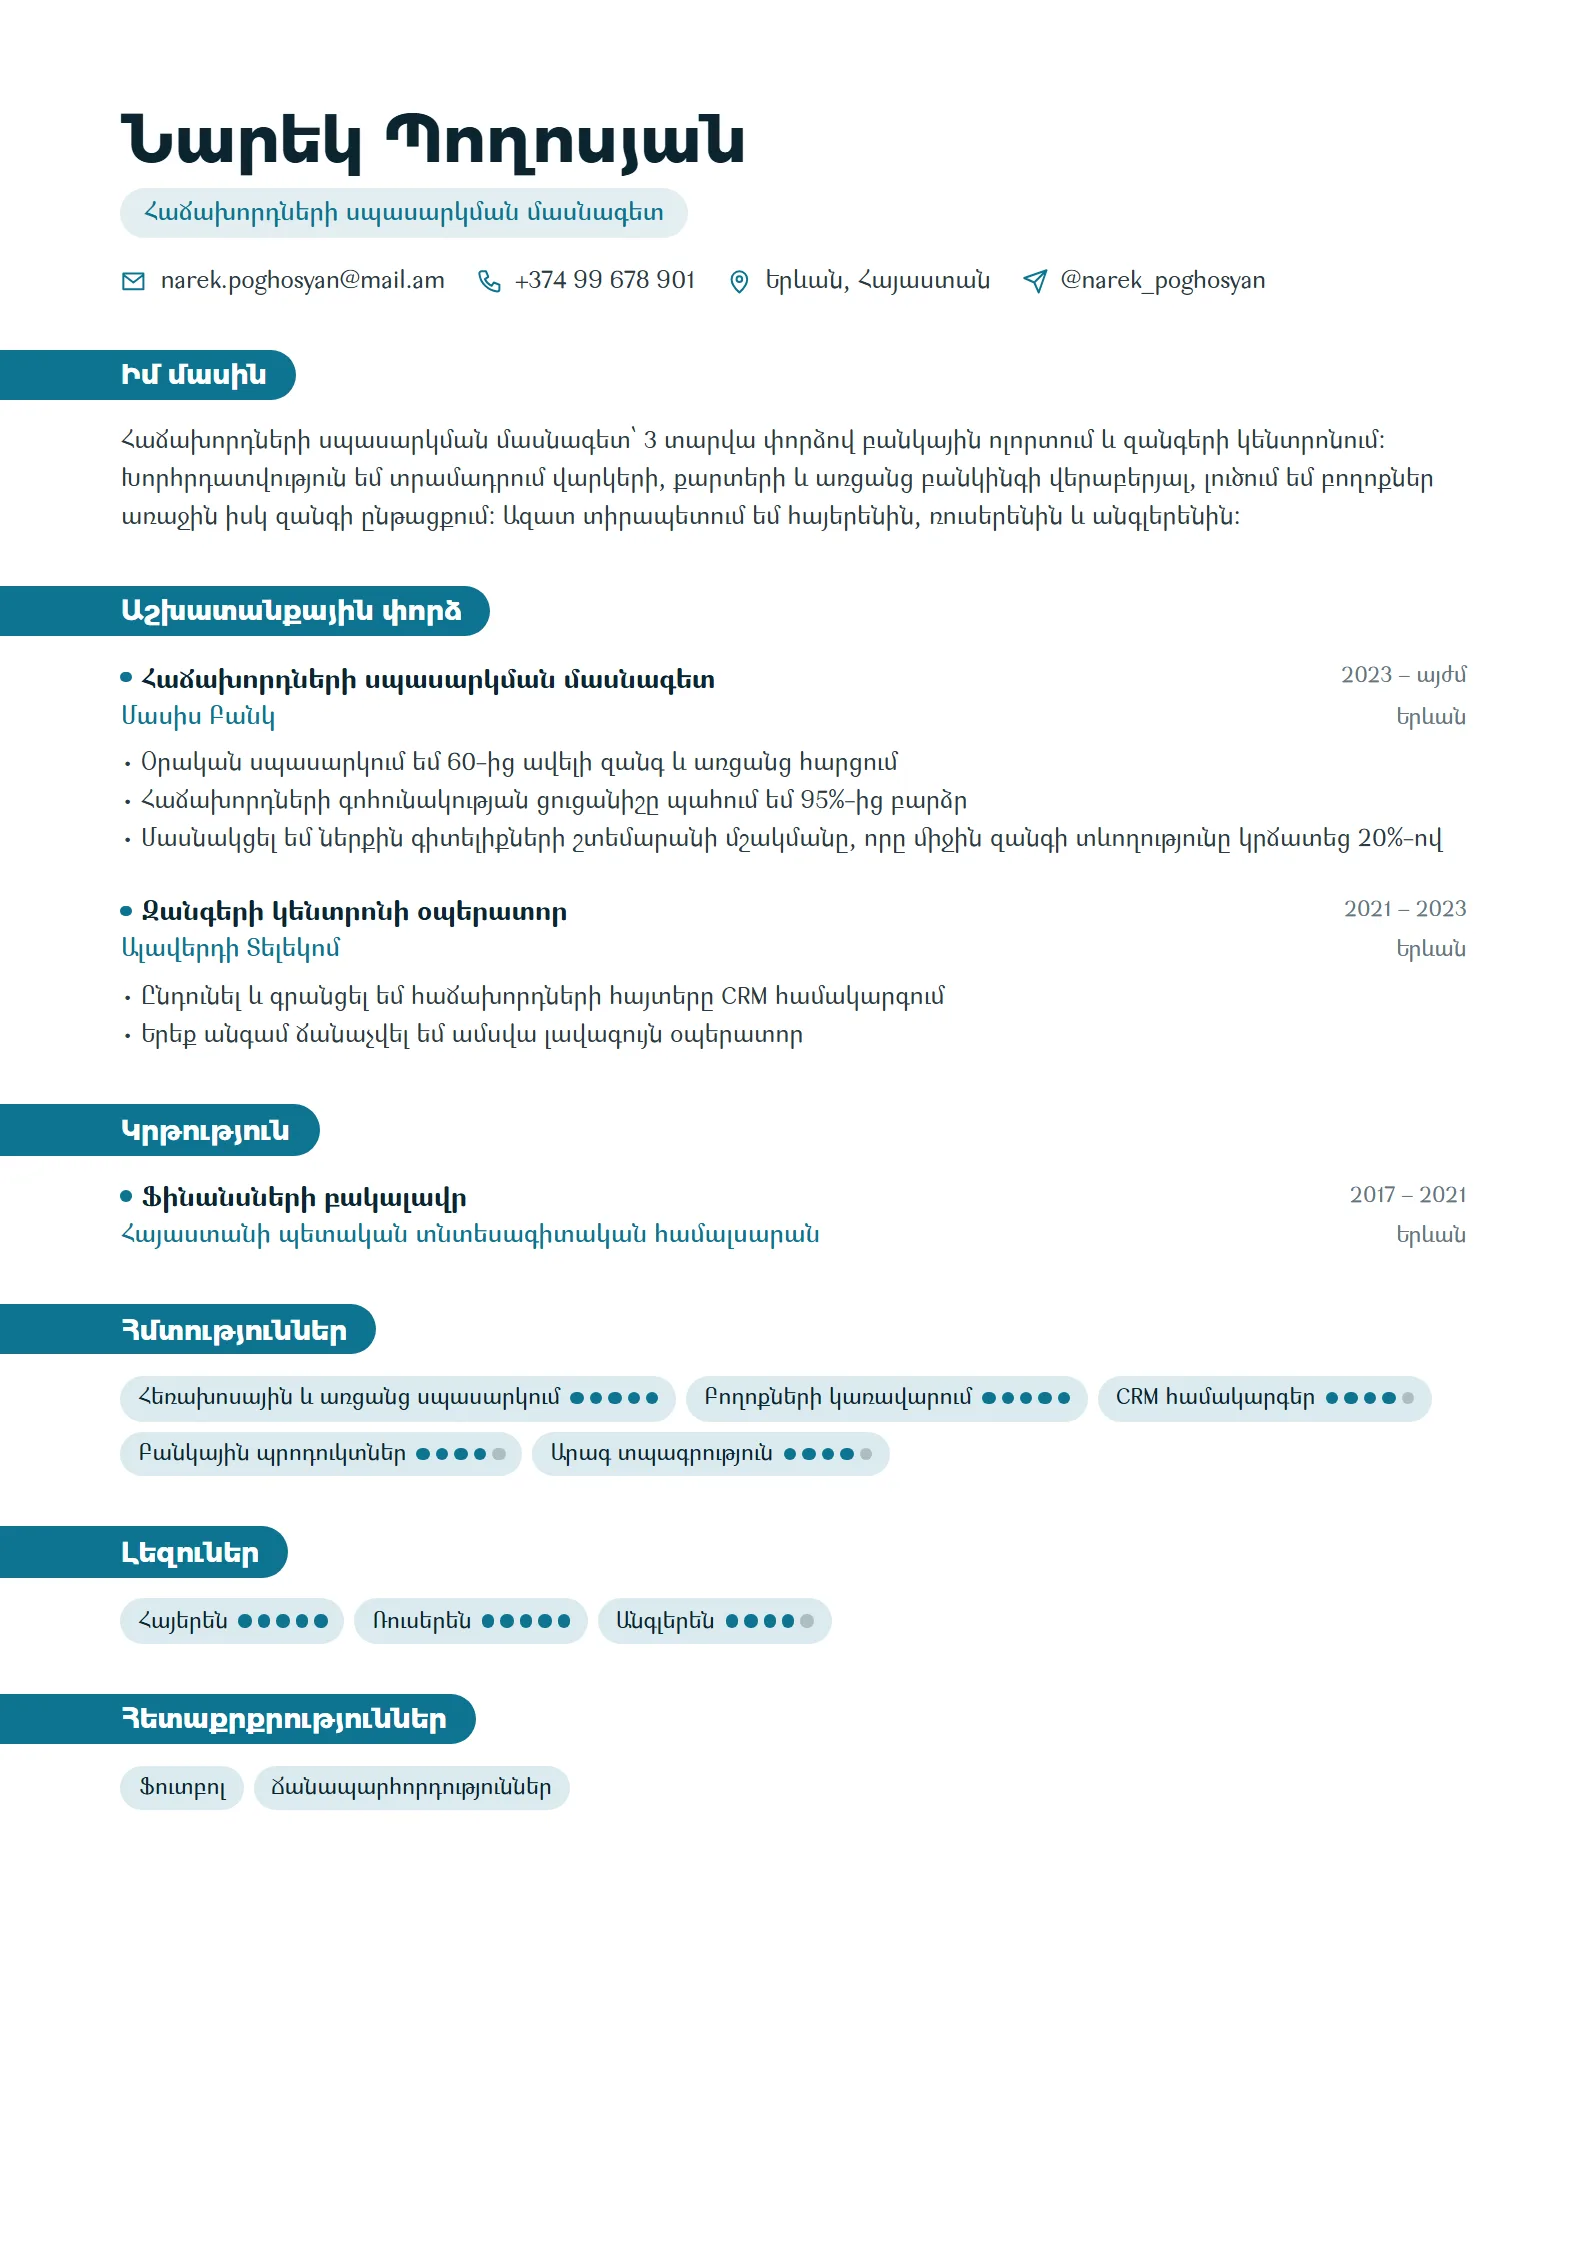 Նարեկ Պողոսյան
Հաճախորդների սպասարկման մասնագետ
narek.poghosyan@mail.am +374 99 678 901 Երևան, Հայաստան @narek_poghosyan
Իմ մասին
Հաճախորդների սպասարկման մասնագետ՝ 3 տարվա փորձով բանկային ոլորտում և զանգերի կենտրոնում:
Խորհրդատվություն եմ տրամադրում վարկերի, քարտերի և առցանց բանկինգի վերաբերյալ, լուծում եմ բողոքներ
առաջին իսկ զանգի ընթացքում: Ազատ տիրապետում եմ հայերենին, ռուսերենին և անգլերենին:
Աշխատանքային փորձ
Հաճախորդների սպասարկման մասնագետ 2023 – այժմ
Մասիս Բանկ Երևան
• Օրական սպասարկում եմ 60-ից ավելի զանգ և առցանց հարցում
• Հաճախորդների գոհունակության ցուցանիշը պահում եմ 95%-ից բարձր
• Մասնակցել եմ ներքին գիտելիքների շտեմարանի մշակմանը, որը միջին զանգի տևողությունը կրճատեց 20%-ով
Զանգերի կենտրոնի օպերատոր 2021 – 2023
Ալավերդի Տելեկոմ Երևան
• Ընդունել և գրանցել եմ հաճախորդների հայտերը CRM համակարգում
• Երեք անգամ ճանաչվել եմ ամսվա լավագույն օպերատոր
Կրթություն
Ֆինանսների բակալավր 2017 – 2021
Հայաստանի պետական տնտեսագիտական համալսարան Երևան
Հմտություններ
Հեռախոսային և առցանց սպասարկում Բողոքների կառավարում CRM համակարգեր
Բանկային պրոդուկտներ Արագ տպագրություն
Լեզուներ
Հայերեն Ռուսերեն Անգլերեն
Հետաքրքրություններ
Ֆուտբոլ Ճանապարհորդություններ